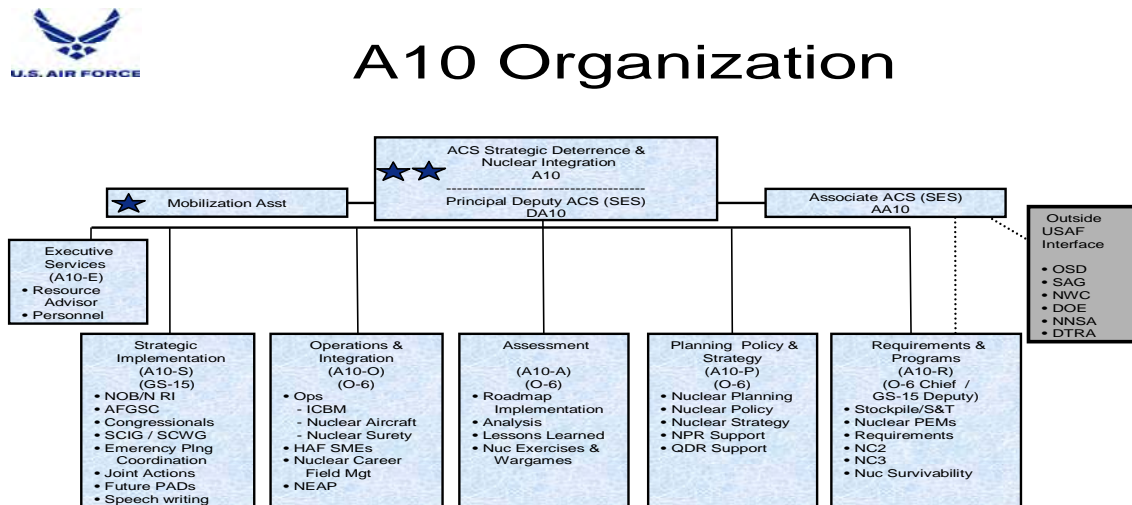 U.S. AIR FORCE
A10 Organization
ACS Strategic Deterrence &
Nuclear Integration
A10
------------------------------------
Principal Deputy ACS (SES)
DA10
Mobilization Asst
Associate ACS (SES)
AA10
Outside
USAF
Interface
• OSD
• SAG
• NWC
• DOE
• NNSA
• DTRA
Executive
Services
(A10-E)
• Resource
Advisor
• Personnel
Strategic
Implementation
(A10-S)
(GS-15)
• NOB/N RI
• AFGSC
• Congressionals
• SCIG / SCWG
• Emerency Plng
Coordination
• Joint Actions
• Future PADs
• Speech writing
Operations &
Integration
(A10-O)
(O-6)
• Ops
- ICBM
- Nuclear Aircraft
- Nuclear Surety
• HAF SMEs
• Nuclear Career
Field Mgt
• NEAP
Assessment
(A10-A)
(O-6)
• Roadmap
Implementation
• Analysis
• Lessons Learned
• Nuc Exercises &
Wargames
Planning Policy &
Strategy
(A10-P)
(O-6)
• Nuclear Planning
• Nuclear Policy
• Nuclear Strategy
• NPR Support
• QDR Support
Requirements &
Programs
(A10-R)
(O-6 Chief /
GS-15 Deputy)
• Stockpile/S&T
• Nuclear PEMs
• Requirements
• NC2
• NC3
• Nuc Survivability